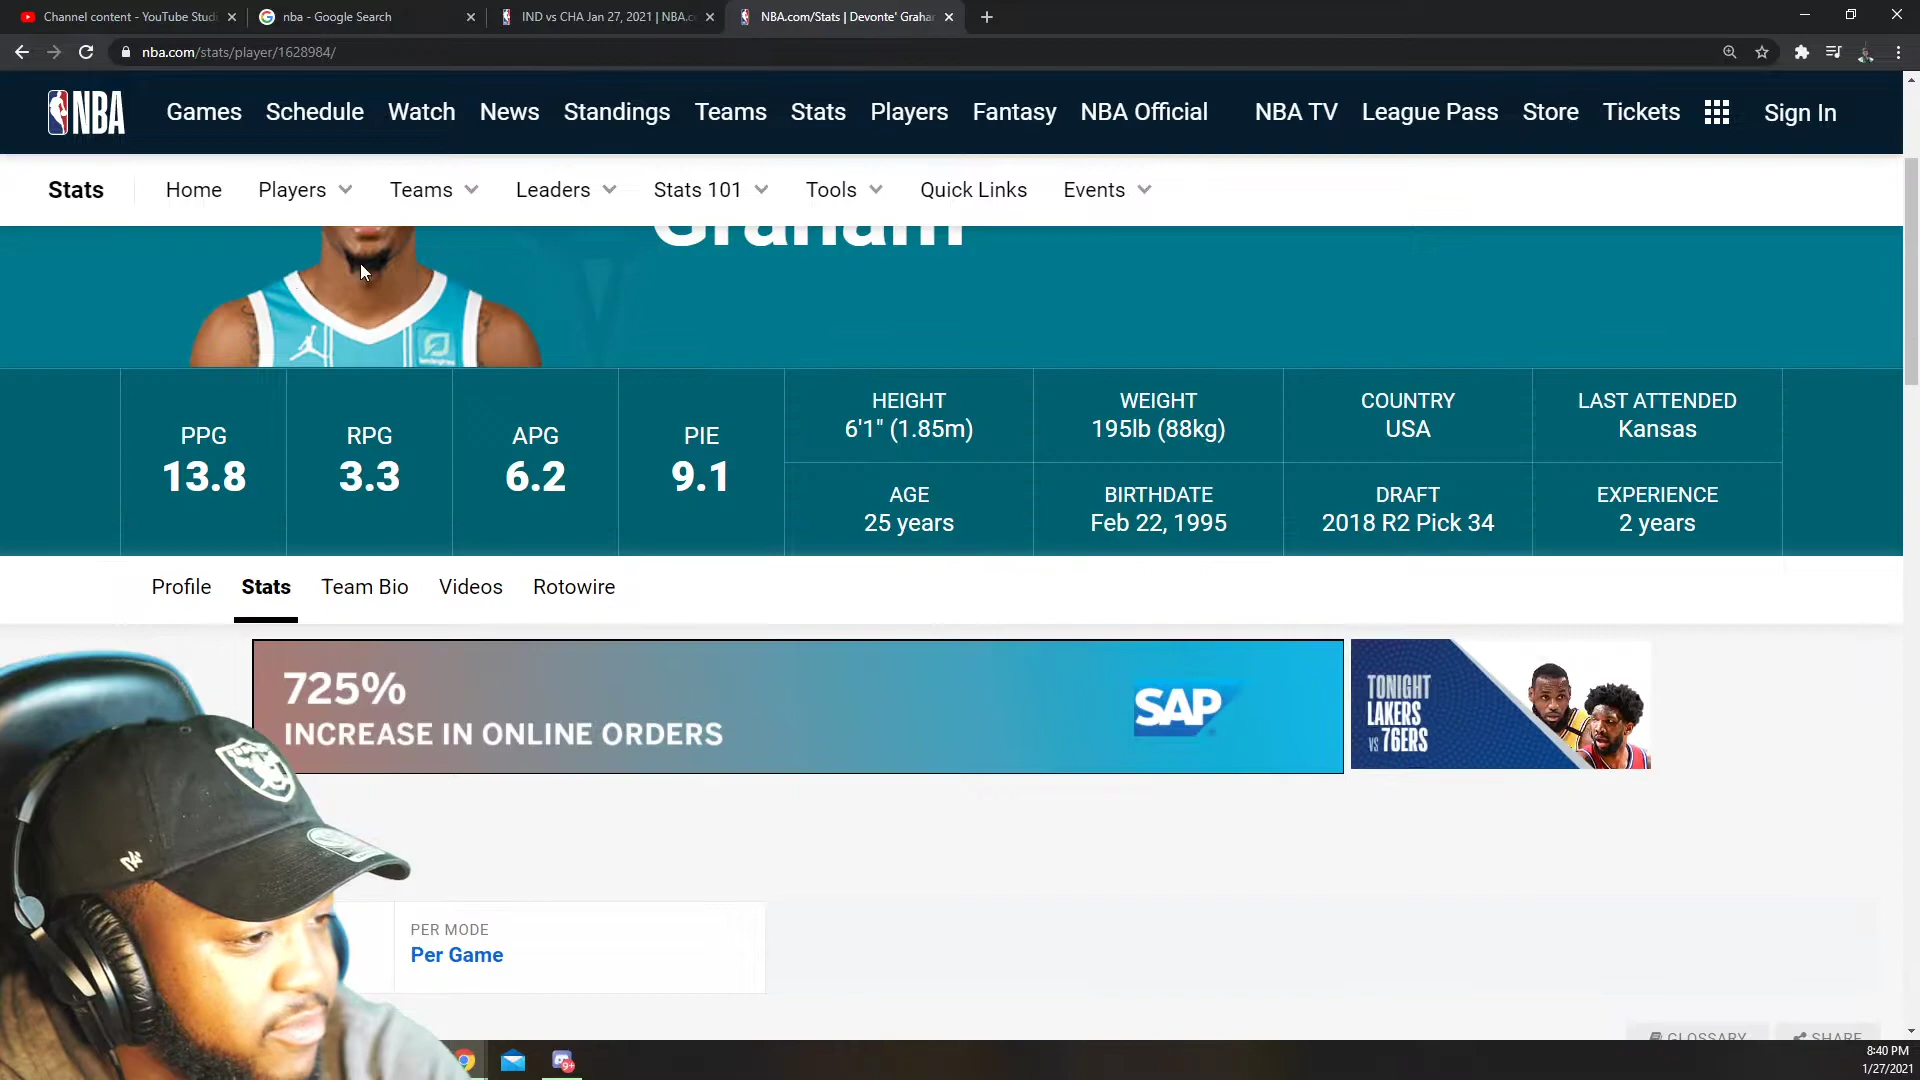 Channel content - YouTube Studi
nba - Google Search
IND vs CHA Jan 27, 2021 | NBA.c
NBA.com/Stats | Devonte' Graha
nba.com/stats/player/1628984/
NBA Games Schedule Watch News Standings Teams Stats Players Fantasy NBA Official NBA TV League Pass Store Tickets Sign In
Stats Home Players Teams Leaders Stats 101 Tools Quick Links Events
Graham
PPG
13.8
RPG
3.3
APG
6.2
PIE
9.1
HEIGHT
6'1" (1.85m)
WEIGHT
195lb (88kg)
COUNTRY
USA
LAST ATTENDED
Kansas
AGE
25 years
BIRTHDATE
Feb 22, 1995
DRAFT
2018 R2 Pick 34
EXPERIENCE
2 years
Profile Stats Team Bio Videos Rotowire
725%
INCREASE IN ONLINE ORDERS
SAP
TONIGHT
LAKERS
VS 76ERS
PER MODE
Per Game
GLOSSARY
SHARE
9+
8:40 PM
1/27/2021